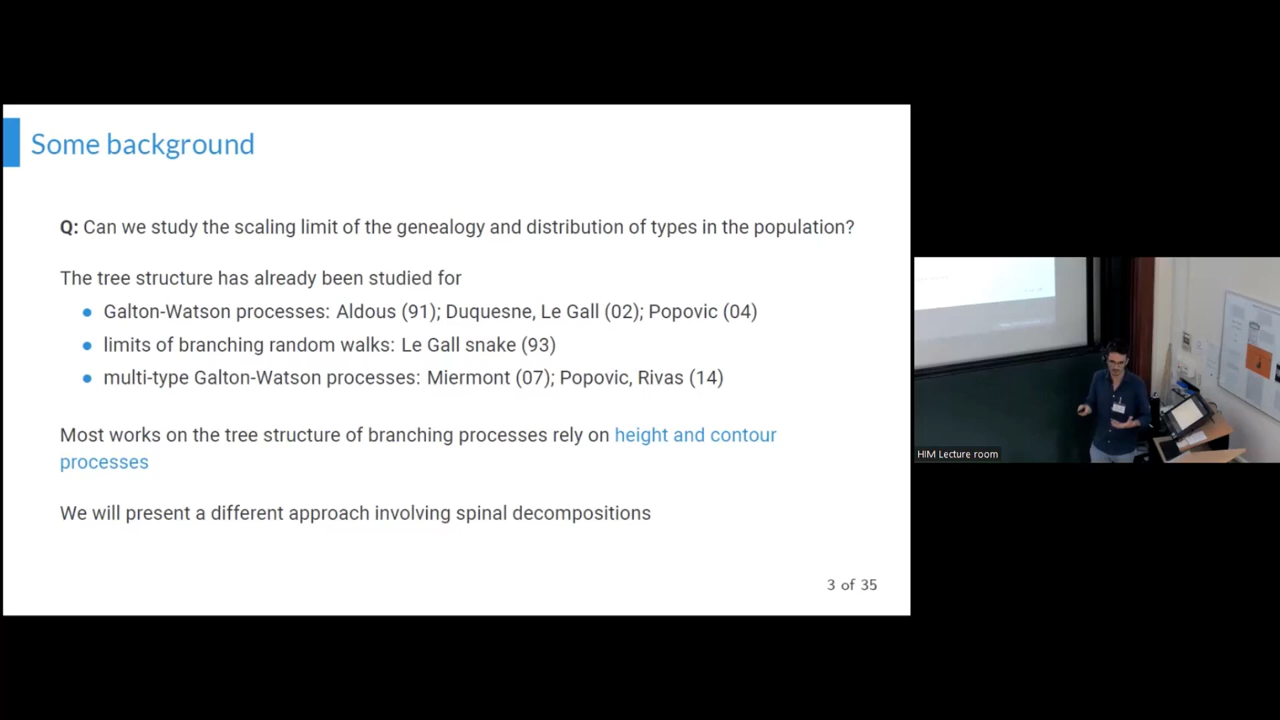 Some background
Q: Can we study the scaling limit of the genealogy and distribution of types in the population?
The tree structure has already been studied for
• Galton-Watson processes: Aldous (91); Duquesne, Le Gall (02); Popovic (04)
• limits of branching random walks: Le Gall snake (93)
• multi-type Galton-Watson processes: Miermont (07); Popovic, Rivas (14)
Most works on the tree structure of branching processes rely on height and contour
processes
We will present a different approach involving spinal decompositions
3 of 35
HIM Lecture room